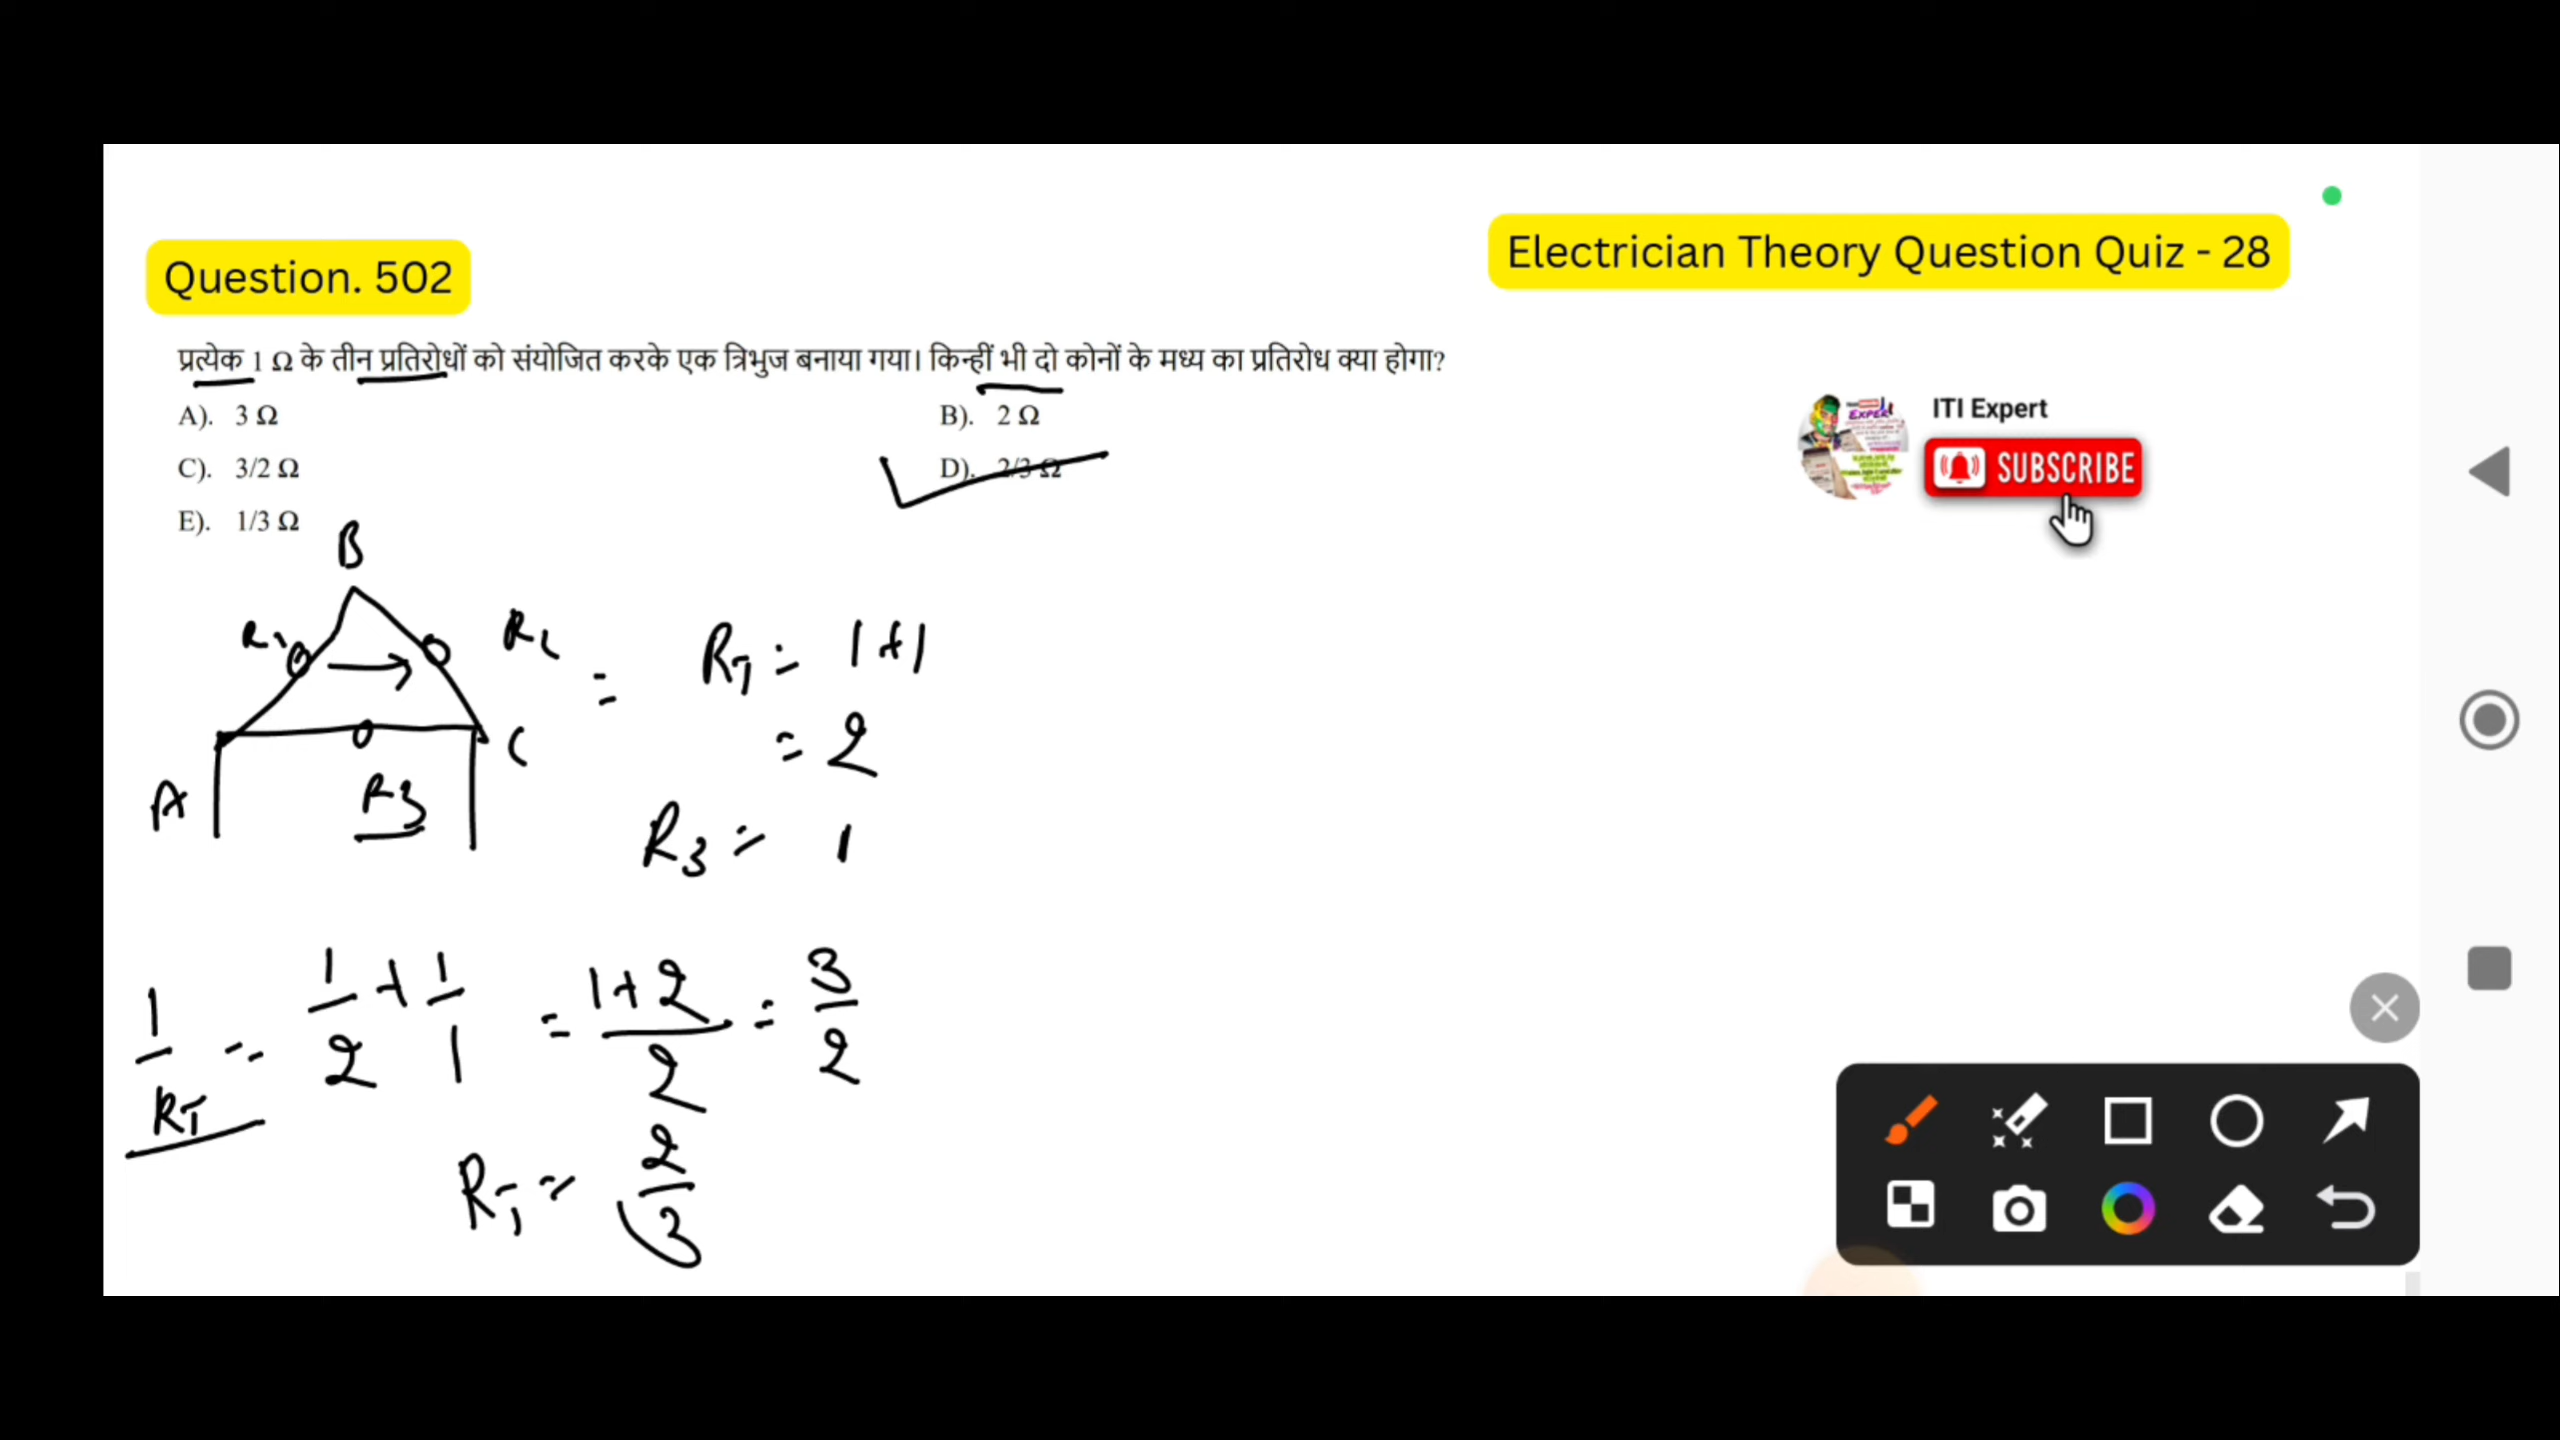 Electrician Theory Question Quiz - 28
Question. 502
प्रत्येक 1 Ω के तीन प्रतिरोधों को संयोजित करके एक त्रिभुज बनाया गया। किन्हीं भी दो कोनों के मध्य का प्रतिरोध क्या होगा?
A). 3 Ω
B). 2 Ω
C). 3/2 Ω
D). 2/3 Ω
E). 1/3 Ω
ITI Expert
SUBSCRIBE
EXPERT
B
R1
R2
A
R3
C
= RT = 1+1
= 2
R3 = 1
1/RT = 1/2 + 1/1 = 1+2/2 = 3/2
RT = 2/3